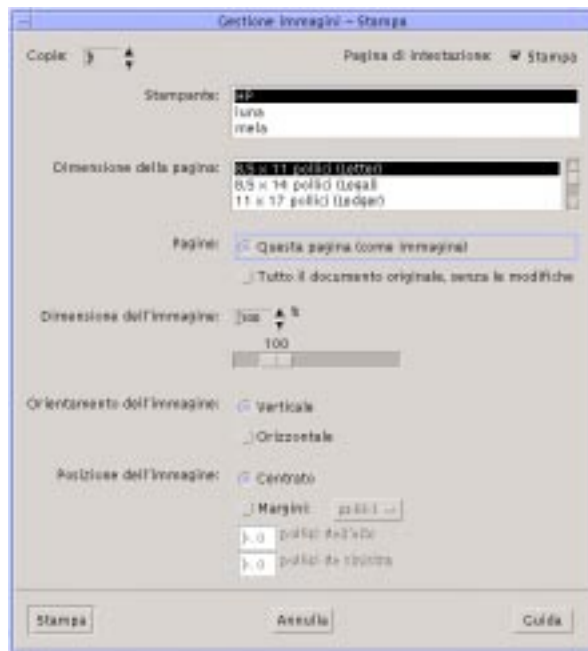 Gestione immagini – Stampa
Copie: 1 Pagina di intestazione: Stampa
Stampante: HP
luna
mela
Dimensione della pagina: 8,5 x 11 pollici (Letter)
8,5 x 14 pollici (Legal)
11 x 17 pollici (Ledger)
Pagine: Questa pagina (come immagine)
Tutto il documento originale, senza le modifiche
Dimensione dell'immagine: 100 %
100
Orientamento dell'immagine: Verticale
Orizzontale
Posizione dell'immagine: Centrato
Margini: pollici
pollici dall'alto
pollici da sinistra
Stampa Annulla Guida